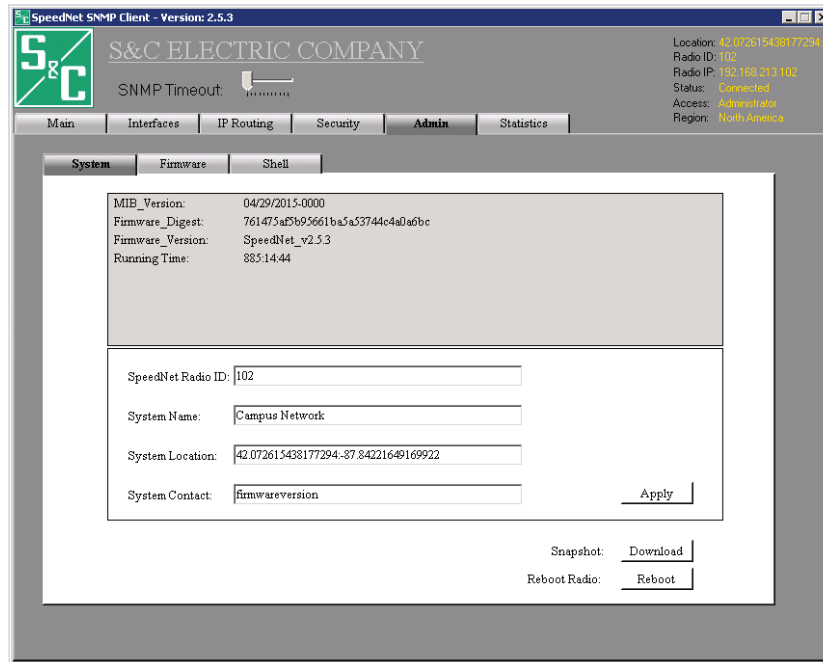 SpeedNet SNMP Client - Version: 2.5.3
S&C
S&C ELECTRIC COMPANY
SNMP Timeout:
Location: 42.072615438177294:
Radio ID: 102
Radio IP: 192.168.213.102
Status: Connected
Access: Administrator
Region: North America
Main Interfaces IP Routing Security Admin Statistics
System Firmware Shell
MIB_Version: 04/29/2015-0000
Firmware_Digest: 761475af5b95661ba5a53744c4a0a6bc
Firmware_Version: SpeedNet_v2.5.3
Running Time: 885:14:44
SpeedNet Radio ID: 102
System Name: Campus Network
System Location: 42.072615438177294:-87.84221649169922
System Contact: firmwareversion
Apply
Snapshot: Download
Reboot Radio: Reboot